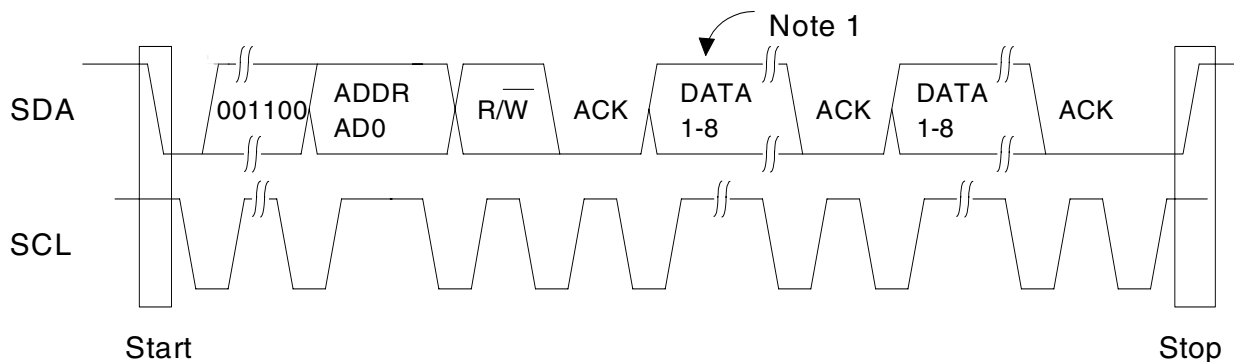 Note 1
SDA
001100
ADDR
AD0
R/W
ACK
DATA
1-8
ACK
DATA
1-8
ACK
SCL
Start
Stop